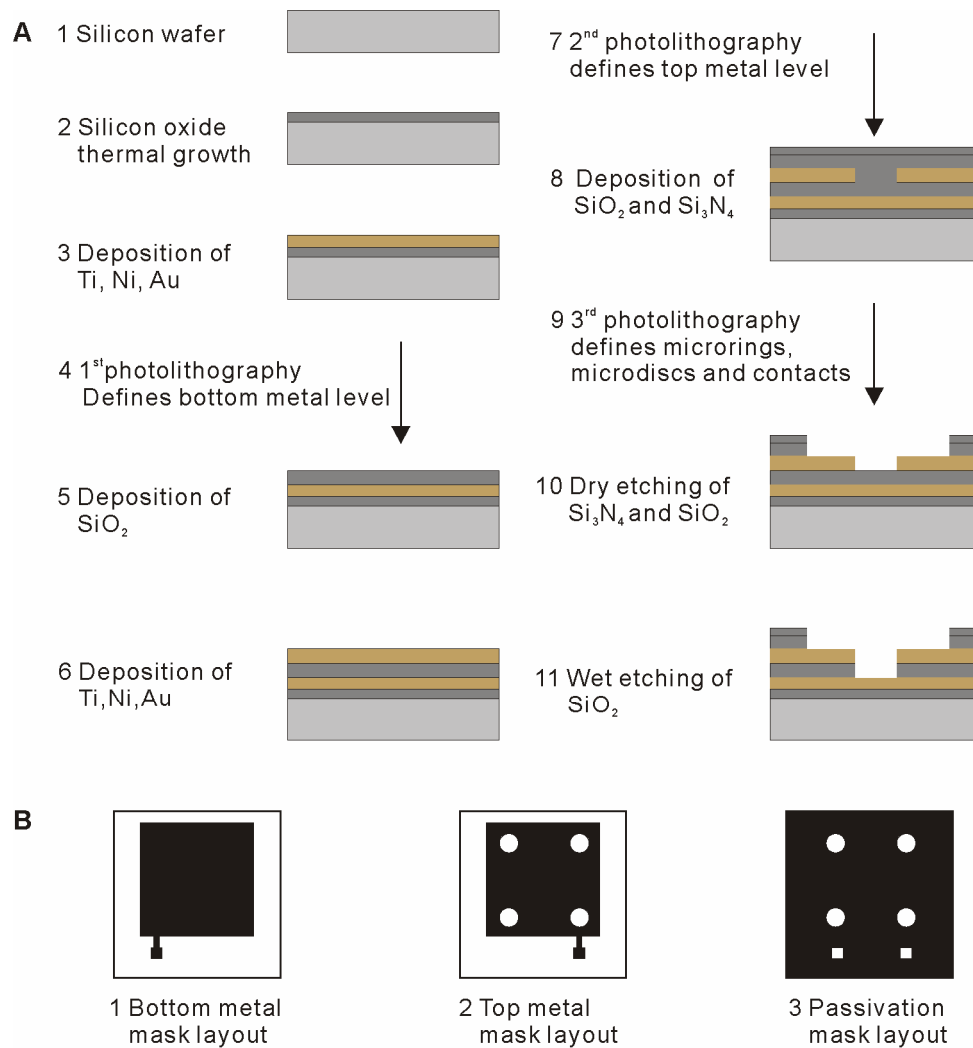 A
1 Silicon wafer
2 Silicon oxide
thermal growth
3 Deposition of
Ti, Ni, Au
4 1st photolithography
Defines bottom metal level
5 Deposition of
SiO2
6 Deposition of
Ti,Ni,Au
7 2nd photolithography
defines top metal level
8 Deposition of
SiO2 and Si3N4
9 3rd photolithography
defines microrings,
microdiscs and contacts
10 Dry etching of
Si3N4 and SiO2
11 Wet etching of
SiO2
B
1 Bottom metal
mask layout
2 Top metal
mask layout
3 Passivation
mask layout